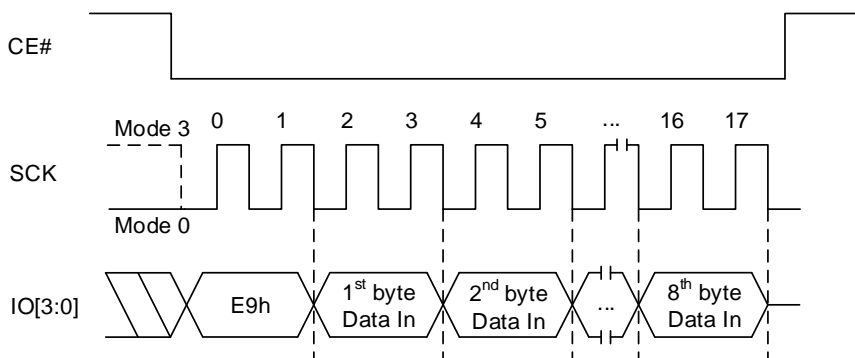 CE#
0 1 2 3 4 5 ... 16 17
Mode 3
SCK
Mode 0
IO[3:0]
E9h
1st byte
Data In
2nd byte
Data In
...
8th byte
Data In